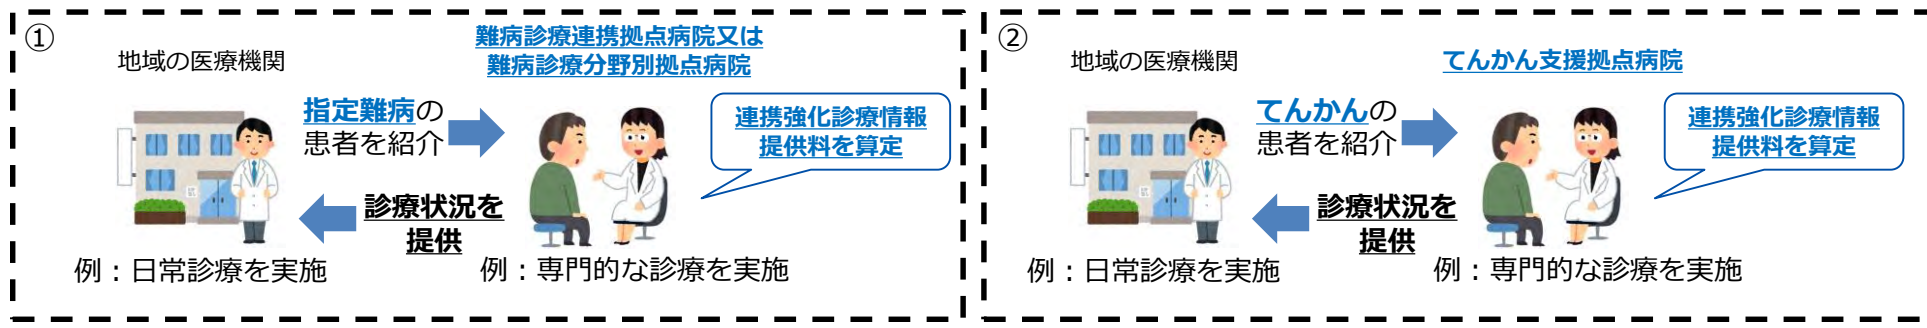 ①
地域の医療機関
難病診療連携拠点病院又は
難病診療分野別拠点病院
指定難病の
患者を紹介
連携強化診療情報
提供料を算定
診療状況を
提供
例：日常診療を実施
例：専門的な診療を実施
②
地域の医療機関
てんかん支援拠点病院
てんかんの
患者を紹介
連携強化診療情報
提供料を算定
診療状況を
提供
例：日常診療を実施
例：専門的な診療を実施